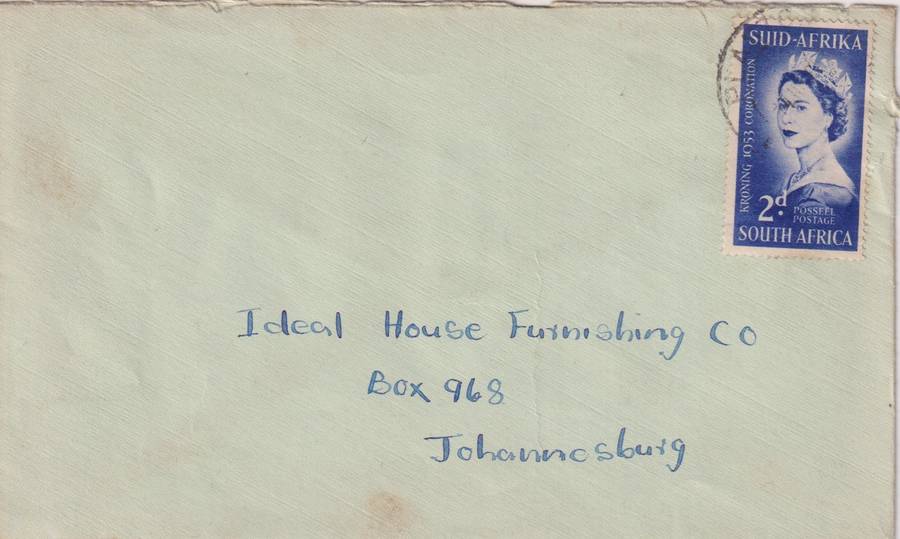 SUID-AFRIKA
KRONING 1953 CORONATION
2d.
POSSEEL
POSTAGE
SOUTH AFRICA
Ideal House Furnishing Co
Box 968
Johannesburg